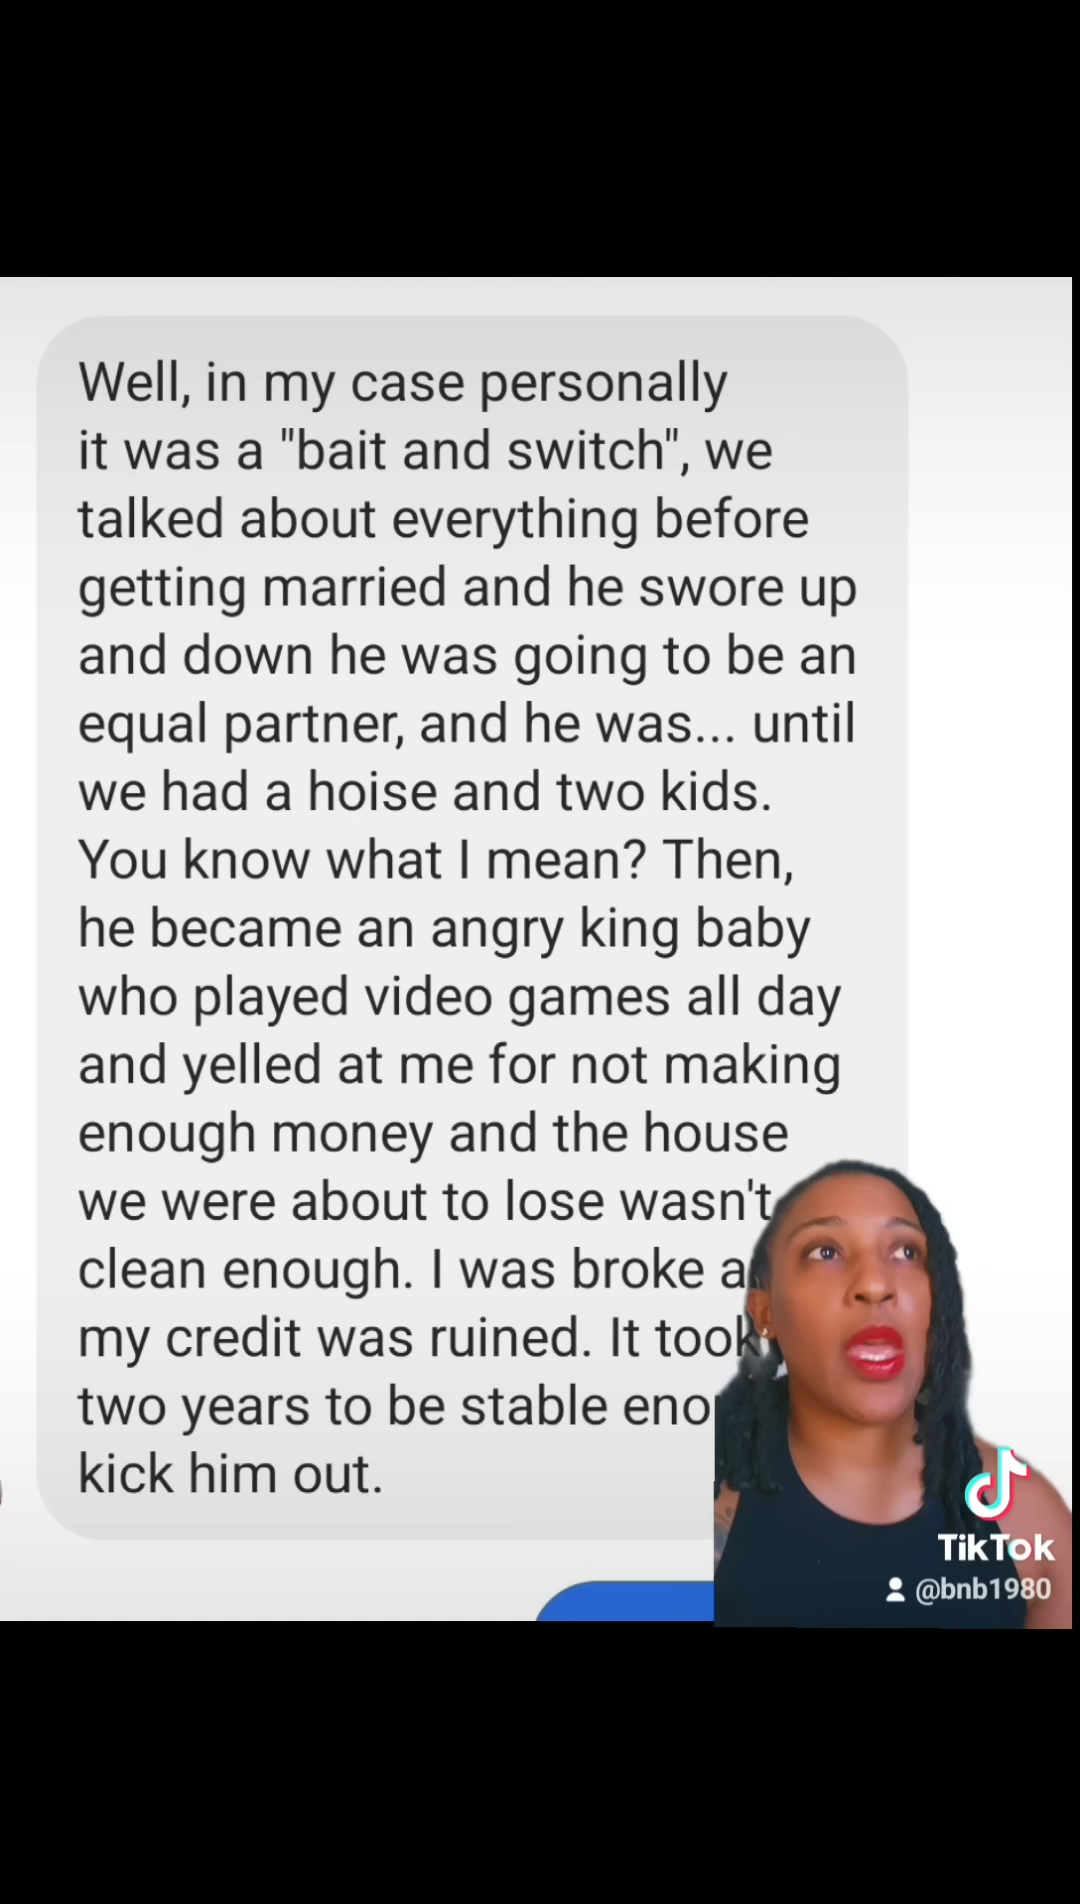 Well, in my case personally
it was a "bait and switch", we
talked about everything before
getting married and he swore up
and down he was going to be an
equal partner, and he was... until
we had a hoise and two kids.
You know what I mean? Then,
he became an angry king baby
who played video games all day
and yelled at me for not making
enough money and the house
we were about to lose wasn't
clean enough. I was broke
my credit was ruined. It took
two years to be stable
kick him out.
TikTok
@bnb1980